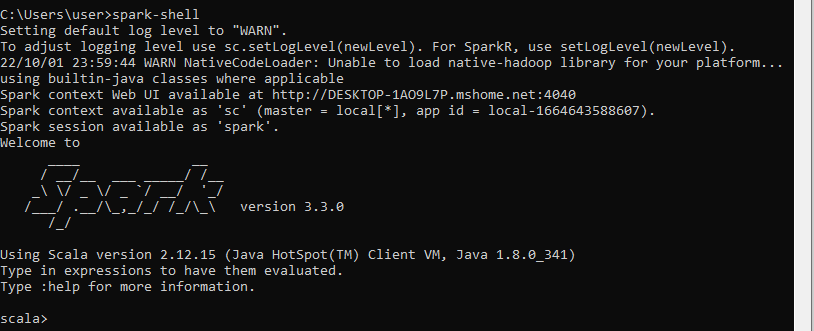 C:\Users\user>spark-shell
Setting default log level to "WARN".
To adjust logging level use sc.setLogLevel(newLevel). For SparkR, use setLogLevel(newLevel).
22/10/01 23:59:44 WARN NativeCodeLoader: Unable to load native-hadoop library for your platform...
using builtin-java classes where applicable
Spark context Web UI available at http://DESKTOP-1AO9L7P.mshome.net:4040
Spark context available as 'sc' (master = local[*], app id = local-1664643588607).
Spark session available as 'spark'.
Welcome to
      ____              __
     / __/__  ___ _____/ /__
    _\ \/ _ \/ _ `/ __/  '_/
   /___/ .__/\_,_/_/ /_/\_\   version 3.3.0
      /_/
Using Scala version 2.12.15 (Java HotSpot(TM) Client VM, Java 1.8.0_341)
Type in expressions to have them evaluated.
Type :help for more information.
scala>